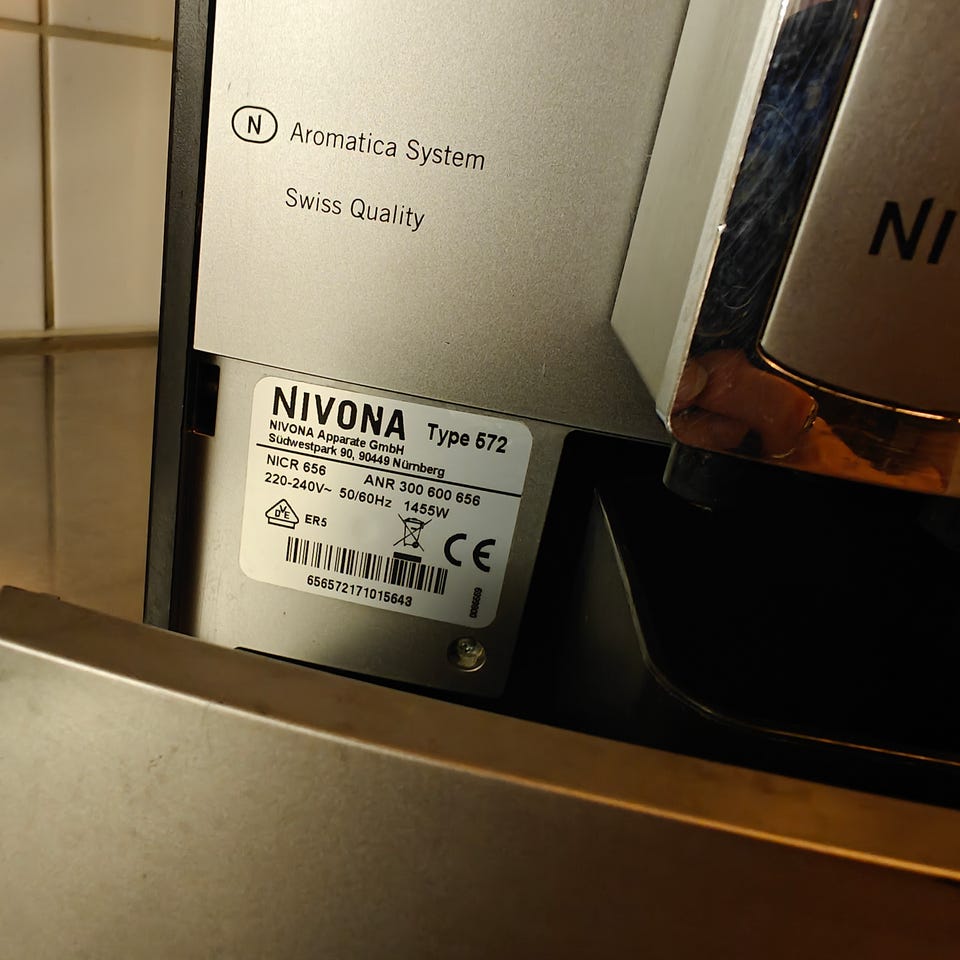 N Aromatica System
Swiss Quality
NI
NIVONA Type 572
NIVONA Apparate GmbH
Südwestpark 90, 90449 Nürnberg
NICR 656 ANR 300 600 656
220-240V~ 50/60Hz 1455W
VDE ER5
CE
656572171015643